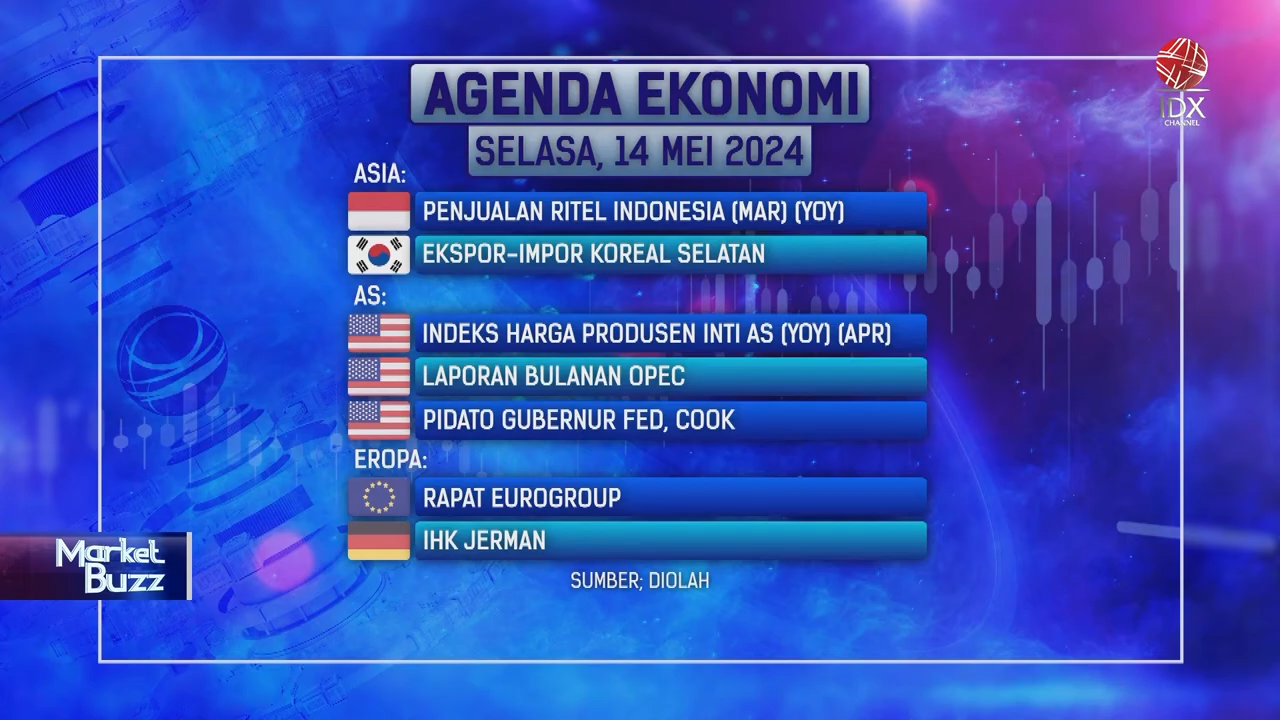 AGENDA EKONOMI
SELASA, 14 MEI 2024
IDX
CHANNEL
ASIA:
PENJUALAN RITEL INDONESIA (MAR) (YOY)
EKSPOR-IMPOR KOREAL SELATAN
AS:
INDEKS HARGA PRODUSEN INTI AS (YOY) (APR)
LAPORAN BULANAN OPEC
PIDATO GUBERNUR FED, COOK
EROPA:
RAPAT EUROGROUP
IHK JERMAN
Market
Buzz
SUMBER; DIOLAH